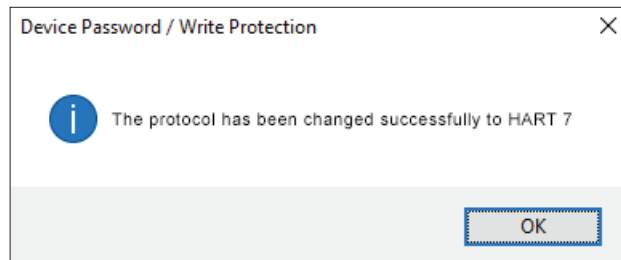 Device Password / Write Protection
The protocol has been changed successfully to HART 7
OK